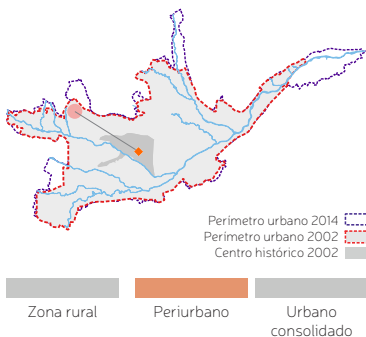 Perímetro urbano 2014
Perímetro urbano 2002
Centro histórico 2002
Zona rural
Periurbano
Urbano
consolidado